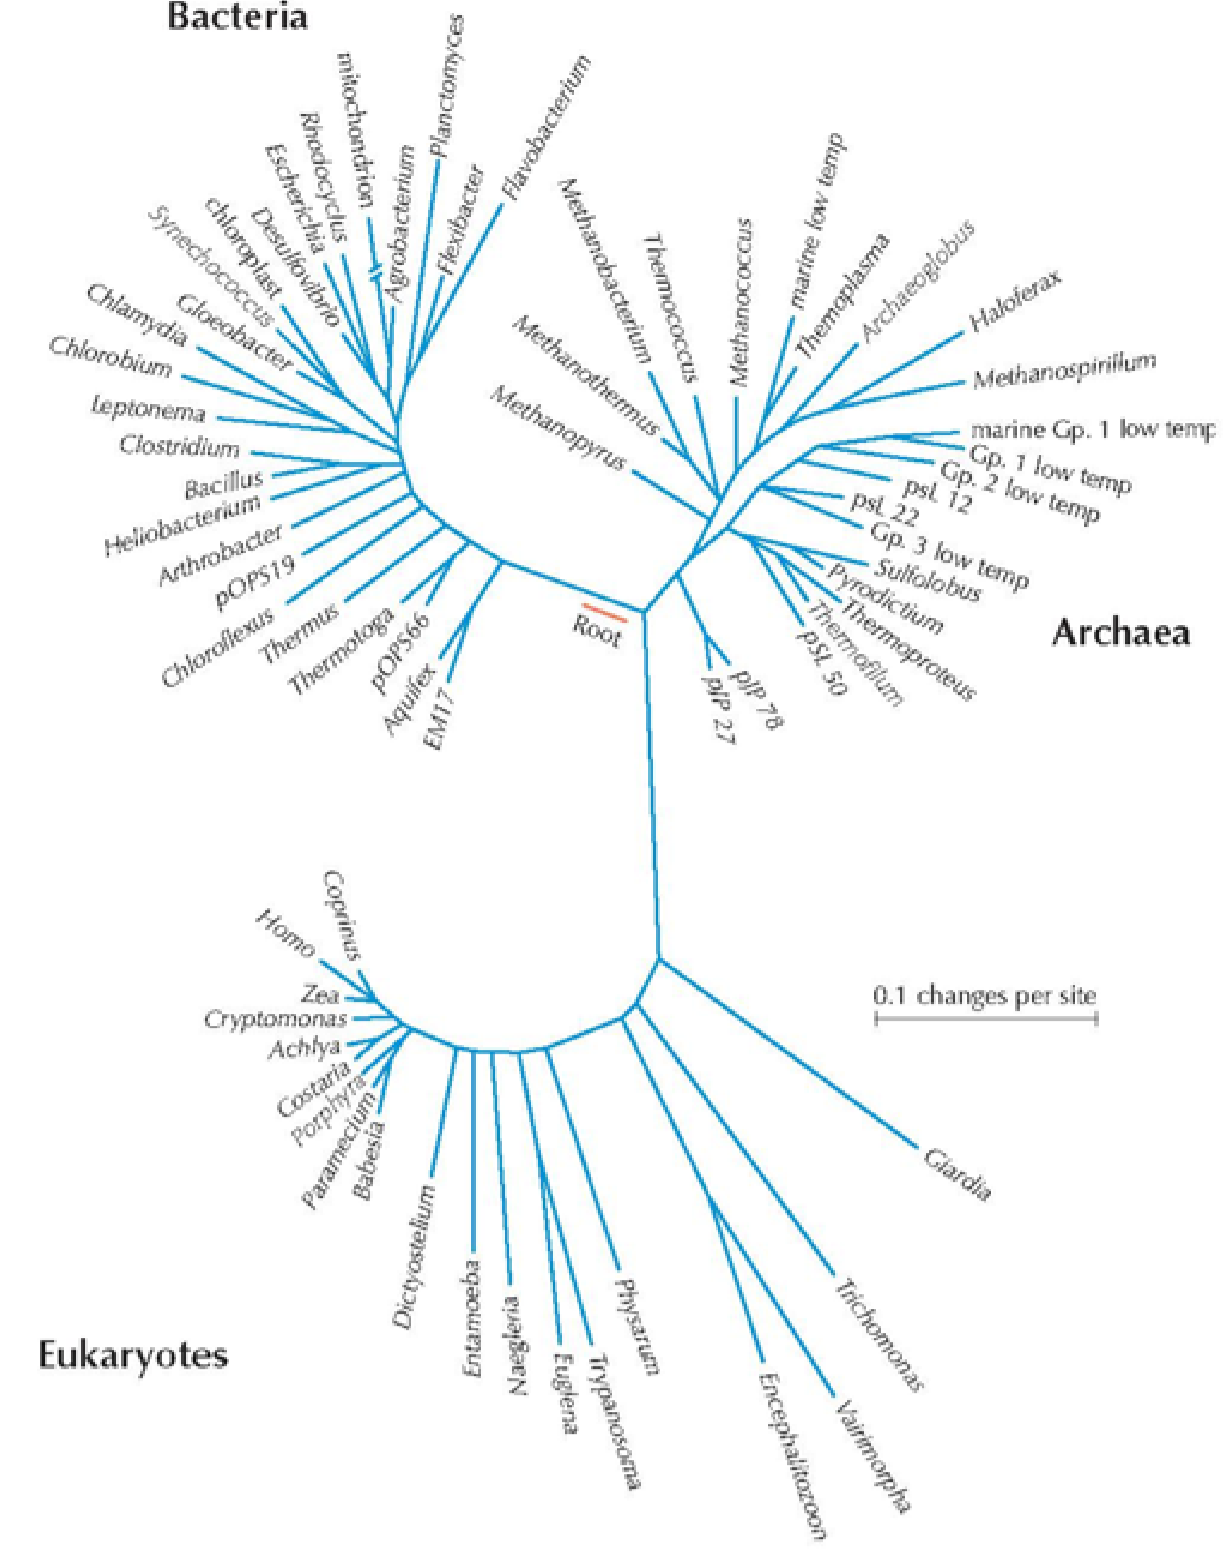 Bacteria
Planctomyces
mitochondrion
Flavobacterium
Rhodocyclus
Escherichia
Agrobacterium
Flexibacter
Desulfovibrio
chloroplast
Synechococcus
Gloeobacter
Chlamydia
Chlorobium
Leptonema
Clostridium
Bacillus
Heliobacterium
Arthrobacter
pOPS19
Chloroflexus
Thermus
Thermotoga
pOPS66
Aquifex
EM17
Root
Methanopyrus
Methanothermus
Methanobacterium
Thermococcus
Methanococcus
marine low temp
Thermoplasma
Archaeoglobus
Haloferax
Methanospirillum
marine Gp. 1 low temp
Gp. 1 low temp
Gp. 2 low temp
psL 12
psL 22
Gp. 3 low temp
Sulfolobus
Pyrodictium
Thermoproteus
Thermofilum
pSL 50
pJP 78
pJP 27
Archaea
Coprinus
Homo
Zea
Cryptomonas
Achlya
Costaria
Porphyra
Paramecium
Babesia
Dictyostelium
Entamoeba
Naegleria
Euglena
Trypanosoma
Physarum
Encephalitozoon
Vairimorpha
Trichomonas
Giardia
0.1 changes per site
Eukaryotes